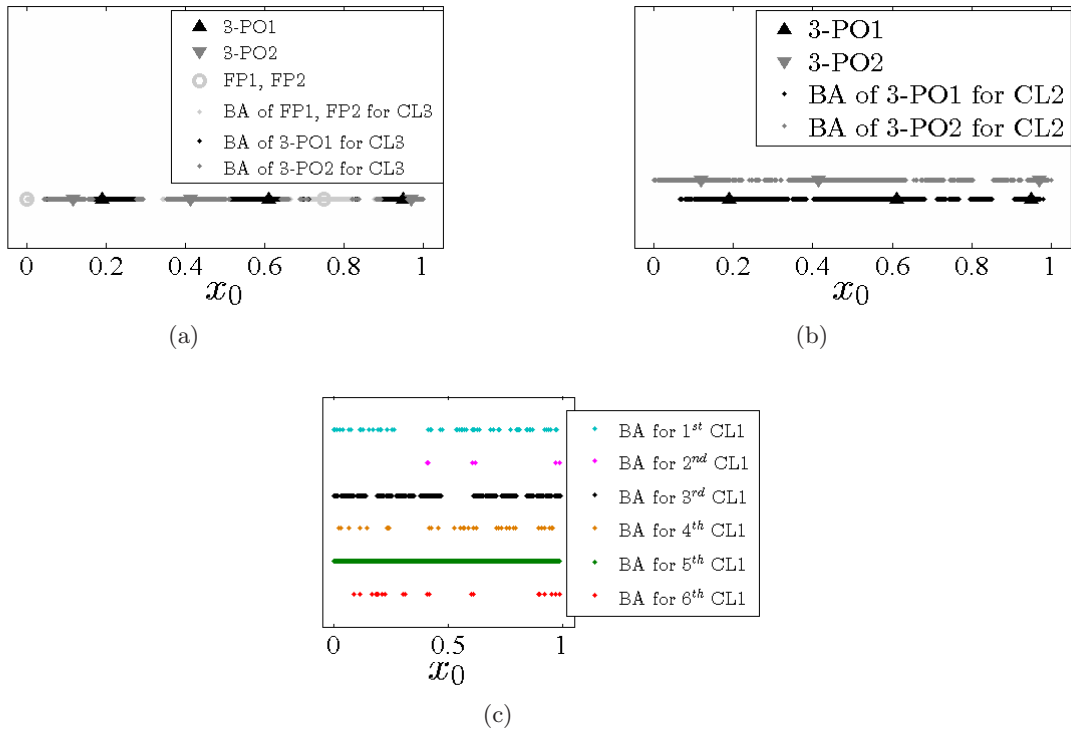 3-PO1
3-PO2
FP1, FP2
BA of FP1, FP2 for CL3
BA of 3-PO1 for CL3
BA of 3-PO2 for CL3
0 0.2 0.4 0.6 0.8 1
x₀
(a)
3-PO1
3-PO2
BA of 3-PO1 for CL2
BA of 3-PO2 for CL2
0 0.2 0.4 0.6 0.8 1
x₀
(b)
BA for 1ˢᵗ CL1
BA for 2ⁿᵈ CL1
BA for 3ʳᵈ CL1
BA for 4ᵗʰ CL1
BA for 5ᵗʰ CL1
BA for 6ᵗʰ CL1
0 0.5 1
x₀
(c)